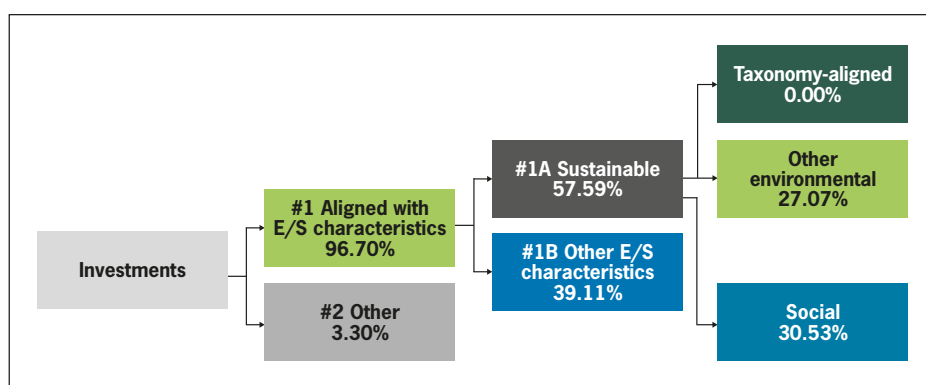 Investments
#1 Aligned with
E/S characteristics
96.70%
#2 Other
3.30%
#1A Sustainable
57.59%
#1B Other E/S
characteristics
39.11%
Taxonomy-aligned
0.00%
Other
environmental
27.07%
Social
30.53%